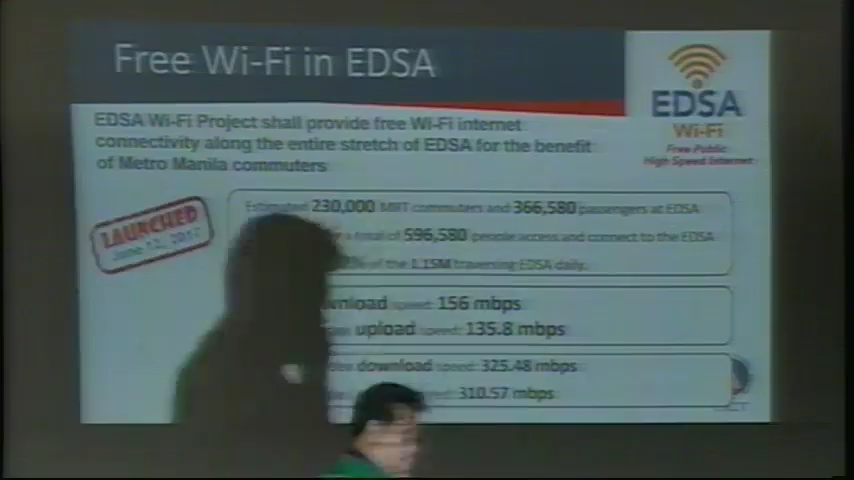 Free Wi-Fi in EDSA
EDSA
Wi-Fi
Free Public
High Speed Internet
EDSA Wi-Fi Project shall provide free Wi-Fi internet
connectivity along the entire stretch of EDSA for the benefit
of Metro Manila commuters
LAUNCHED
June 12, 2017
Estimated 230,000 MRT commuters and 366,580 passengers at EDSA
a total of 596,580 people access and connect to the EDSA
of the 1.15M traversing EDSA daily.
speed: 156 mbps
upload speed: 135.8 mbps
download speed: 325.48 mbps
310.57 mbps